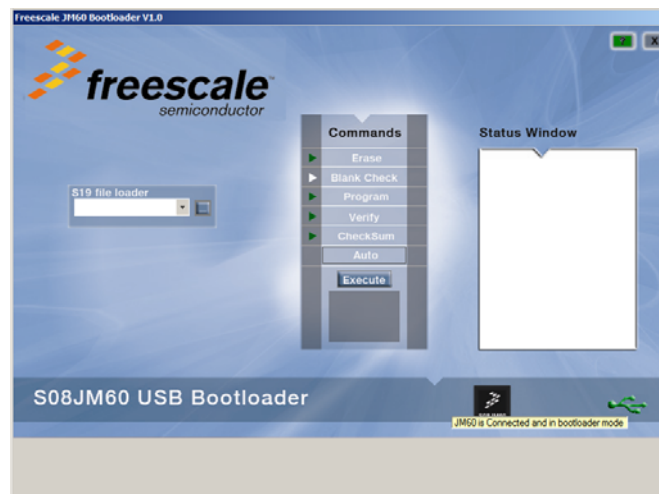 Freescale JM60 Bootloader V1.0
? X
freescale
semiconductor
Commands
Status Window
Erase
Blank Check
S19 file loader
Program
Verify
CheckSum
Auto
Execute
S08JM60 USB Bootloader
JM60 is Connected and in bootloader mode